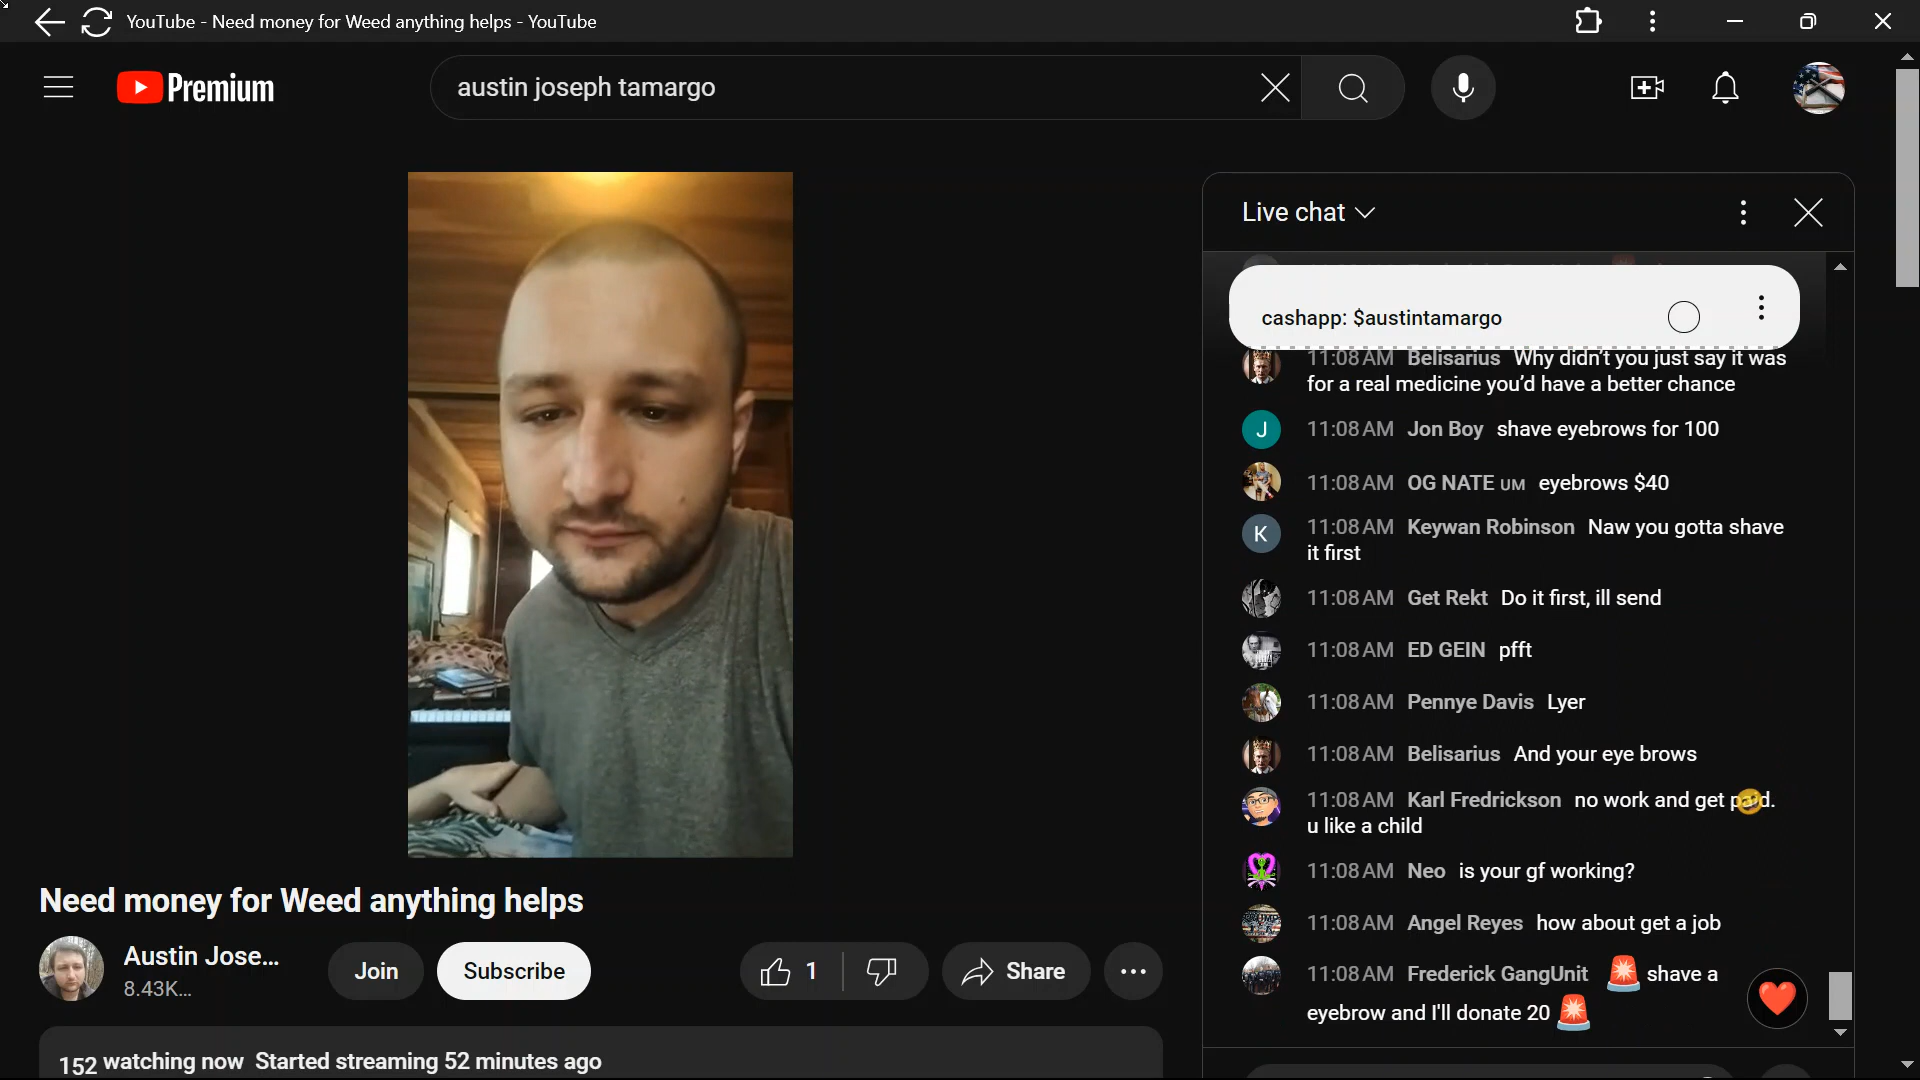 YouTube - Need money for Weed anything helps - YouTube
Premium
austin joseph tamargo
Live chat
cashapp: $austintamargo
11:08 AM Belisarius Why didn't you just say it was
for a real medicine you'd have a better chance
J 11:08 AM Jon Boy shave eyebrows for 100
11:08 AM OG NATE UM eyebrows $40
K 11:08 AM Keywan Robinson Naw you gotta shave
it first
11:08 AM Get Rekt Do it first, ill send
11:08 AM ED GEIN pfft
11:08 AM Pennye Davis Lyer
11:08 AM Belisarius And your eye brows
11:08 AM Karl Fredrickson no work and get paid.
u like a child
11:08 AM Neo is your gf working?
11:08 AM Angel Reyes how about get a job
11:08 AM Frederick GangUnit 🚨 shave a
eyebrow and I'll donate 20 🚨
Need money for Weed anything helps
Austin Jose...
8.43K...
Join
Subscribe
1
Share
152 watching now Started streaming 52 minutes ago